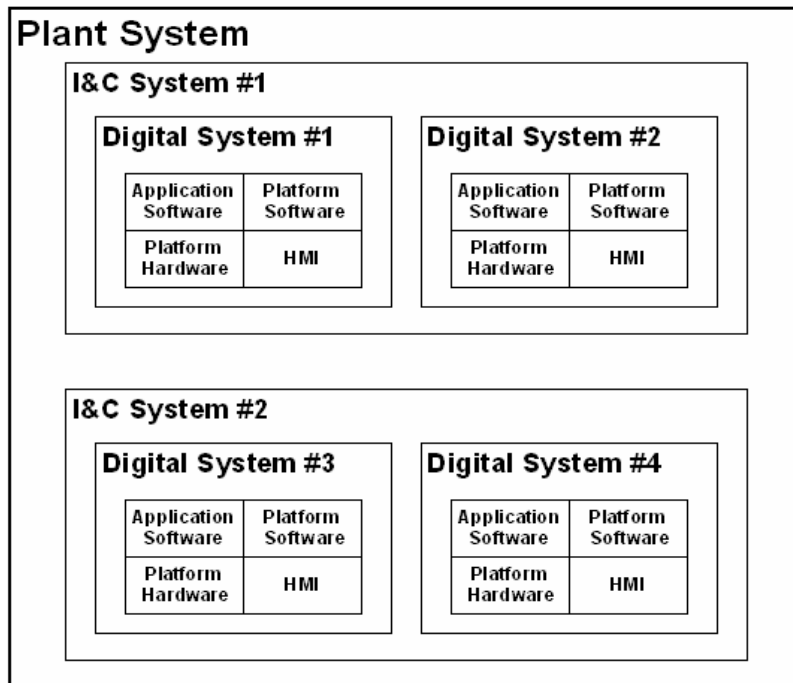 Plant System
I&C System #1
Digital System #1
Application
Software
Platform
Software
Platform
Hardware
HMI
Digital System #2
Application
Software
Platform
Software
Platform
Hardware
HMI
I&C System #2
Digital System #3
Application
Software
Platform
Software
Platform
Hardware
HMI
Digital System #4
Application
Software
Platform
Software
Platform
Hardware
HMI